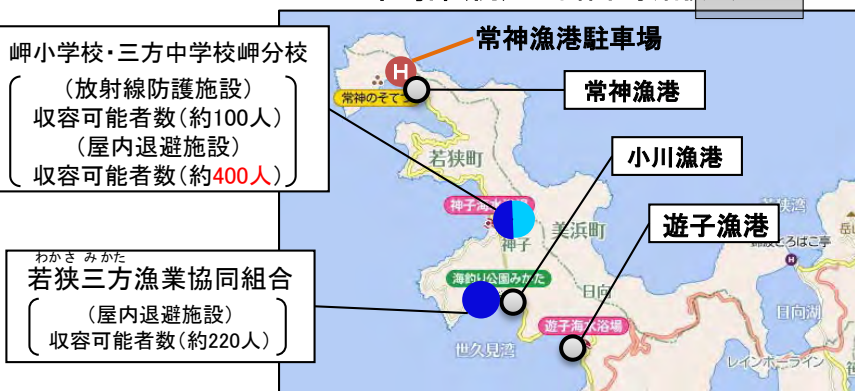 岬小学校・三方中学校岬分校
(放射線防護施設)
収容可能者数(約100人)
(屋内退避施設)
収容可能者数(約400人)
わかさ みかた
若狭三方漁業協同組合
(屋内退避施設)
収容可能者数(約220人)
常神漁港駐車場
H
常神漁港
常神のそてつ
小川漁港
若狭町
遊子漁港
神子
美浜町
海釣り公園みかた
日向
遊子海水浴場
世久見湾
日向湖
レインボーライン
H